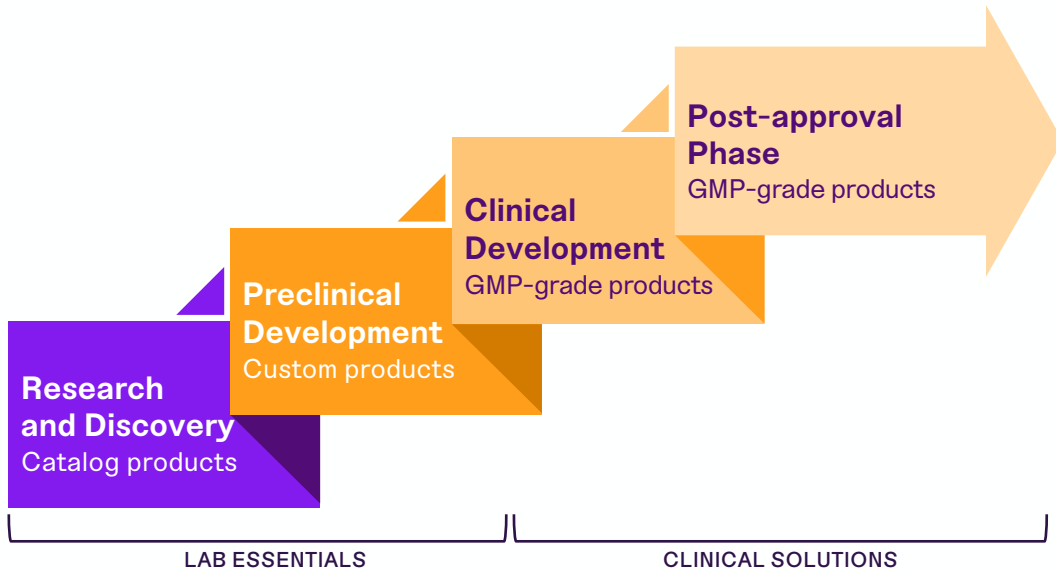 Post-approval
Phase
GMP-grade products
Clinical
Development
GMP-grade products
Preclinical
Development
Custom products
Research
and Discovery
Catalog products
LAB ESSENTIALS
CLINICAL SOLUTIONS